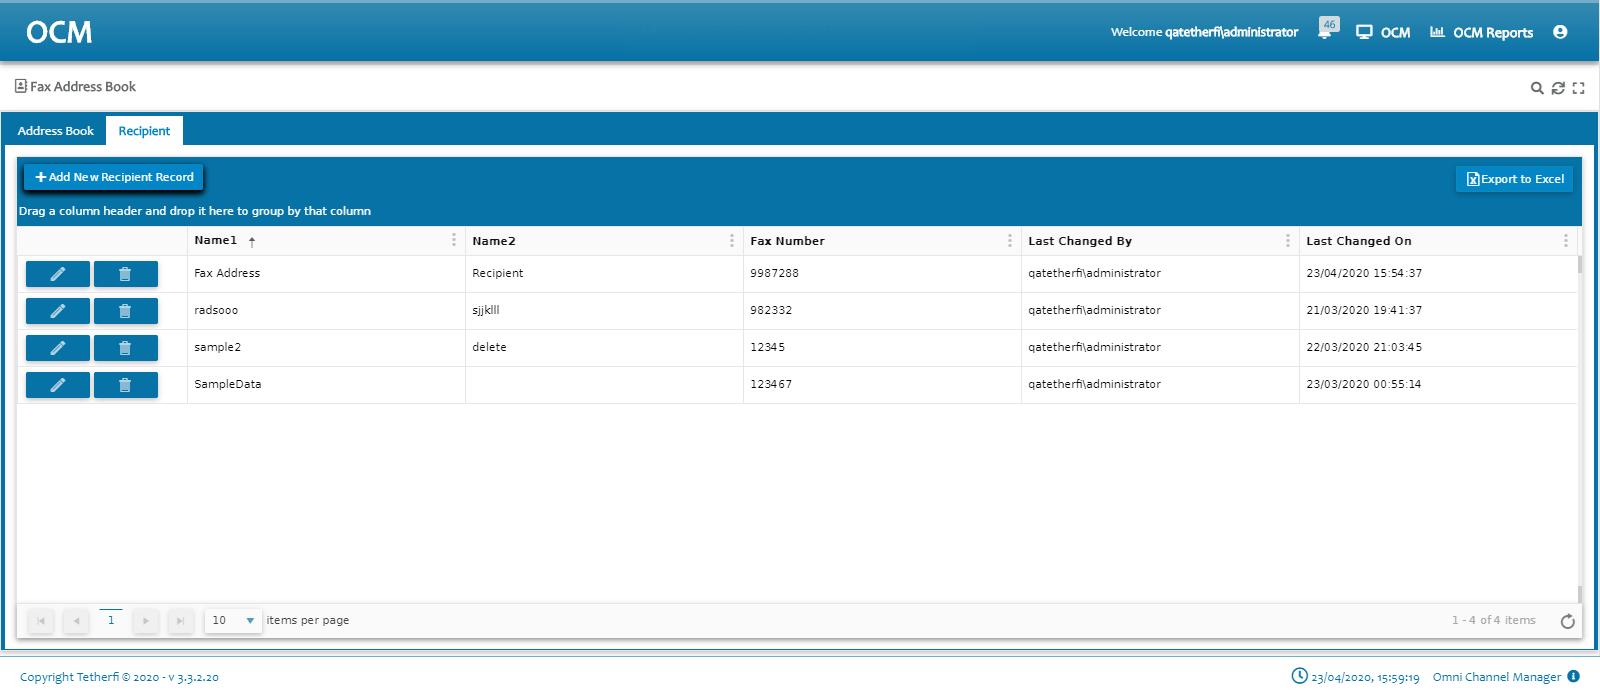 OCM
Welcome qatetherfi\administrator 46 OCM OCM Reports
Fax Address Book
Address Book Recipient
Add New Recipient Record Export to Excel
Drag a column header and drop it here to group by that column
Name1 Name2 Fax Number Last Changed By Last Changed On
Fax Address Recipient 9987288 qatetherfi\administrator 23/04/2020 15:54:37
radsooo sjjklll 982332 qatetherfi\administrator 21/03/2020 19:41:37
sample2 delete 12345 qatetherfi\administrator 22/03/2020 21:03:45
SampleData 123467 qatetherfi\administrator 23/03/2020 00:55:14
1 10 items per page 1 - 4 of 4 items
Copyright Tetherfi © 2020 - v 3.3.2.20 23/04/2020, 15:59:19 Omni Channel Manager